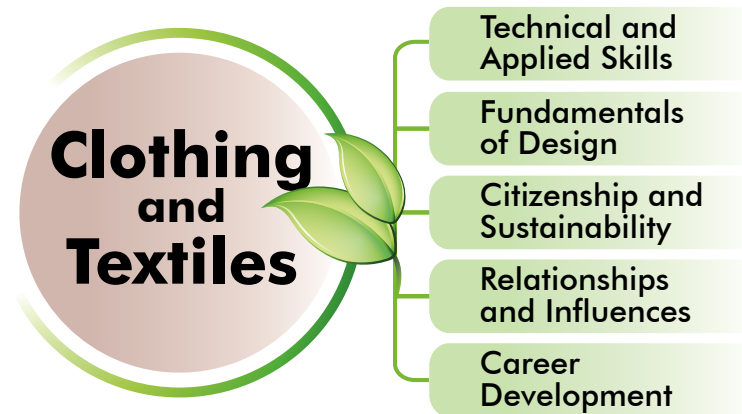 Clothing
and
Textiles
Technical and
Applied Skills
Fundamentals
of Design
Citizenship and
Sustainability
Relationships
and Influences
Career
Development